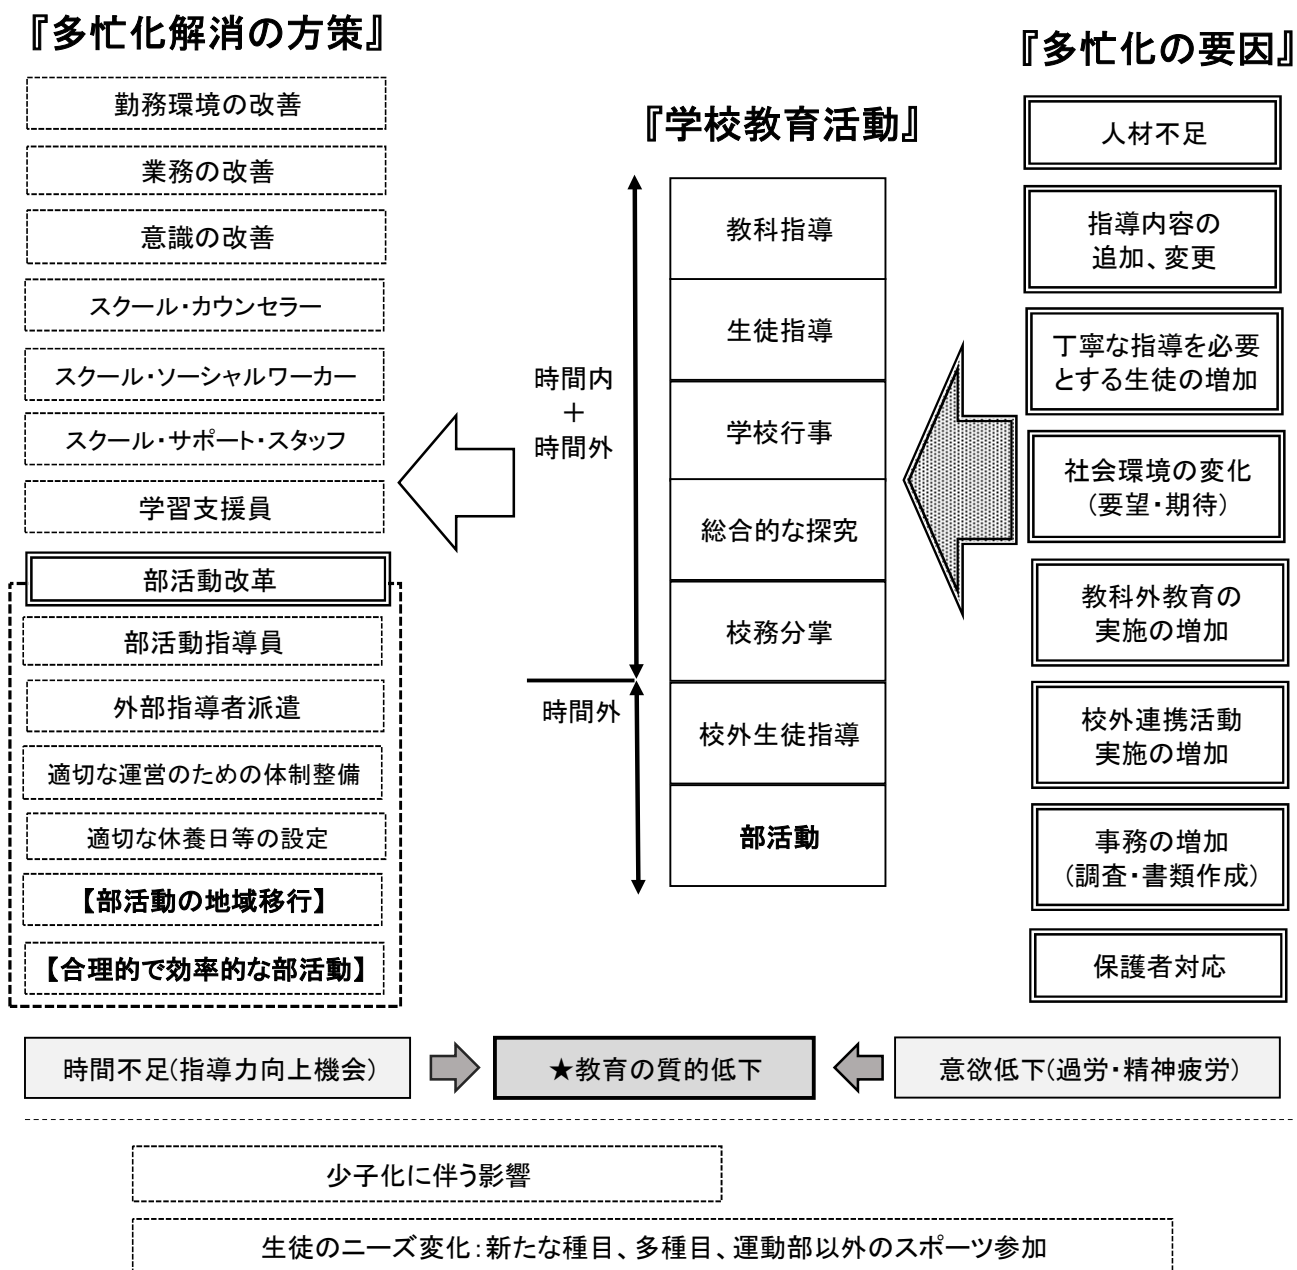 『多忙化解消の方策』
勤務環境の改善
業務の改善
意識の改善
スクール・カウンセラー
スクール・ソーシャルワーカー
スクール・サポート・スタッフ
学習支援員
部活動改革
部活動指導員
外部指導者派遣
適切な運営のための体制整備
適切な休養日等の設定
【部活動の地域移行】
【合理的で効率的な部活動】
『学校教育活動』
時間内
＋
時間外
時間外
教科指導
生徒指導
学校行事
総合的な探究
校務分掌
校外生徒指導
部活動
『多忙化の要因』
人材不足
指導内容の
追加、変更
丁寧な指導を必要
とする生徒の増加
社会環境の変化
(要望・期待)
教科外教育の
実施の増加
校外連携活動
実施の増加
事務の増加
(調査・書類作成)
保護者対応
時間不足(指導力向上機会)
★教育の質的低下
意欲低下(過労・精神疲労)
少子化に伴う影響
生徒のニーズ変化：新たな種目、多種目、運動部以外のスポーツ参加